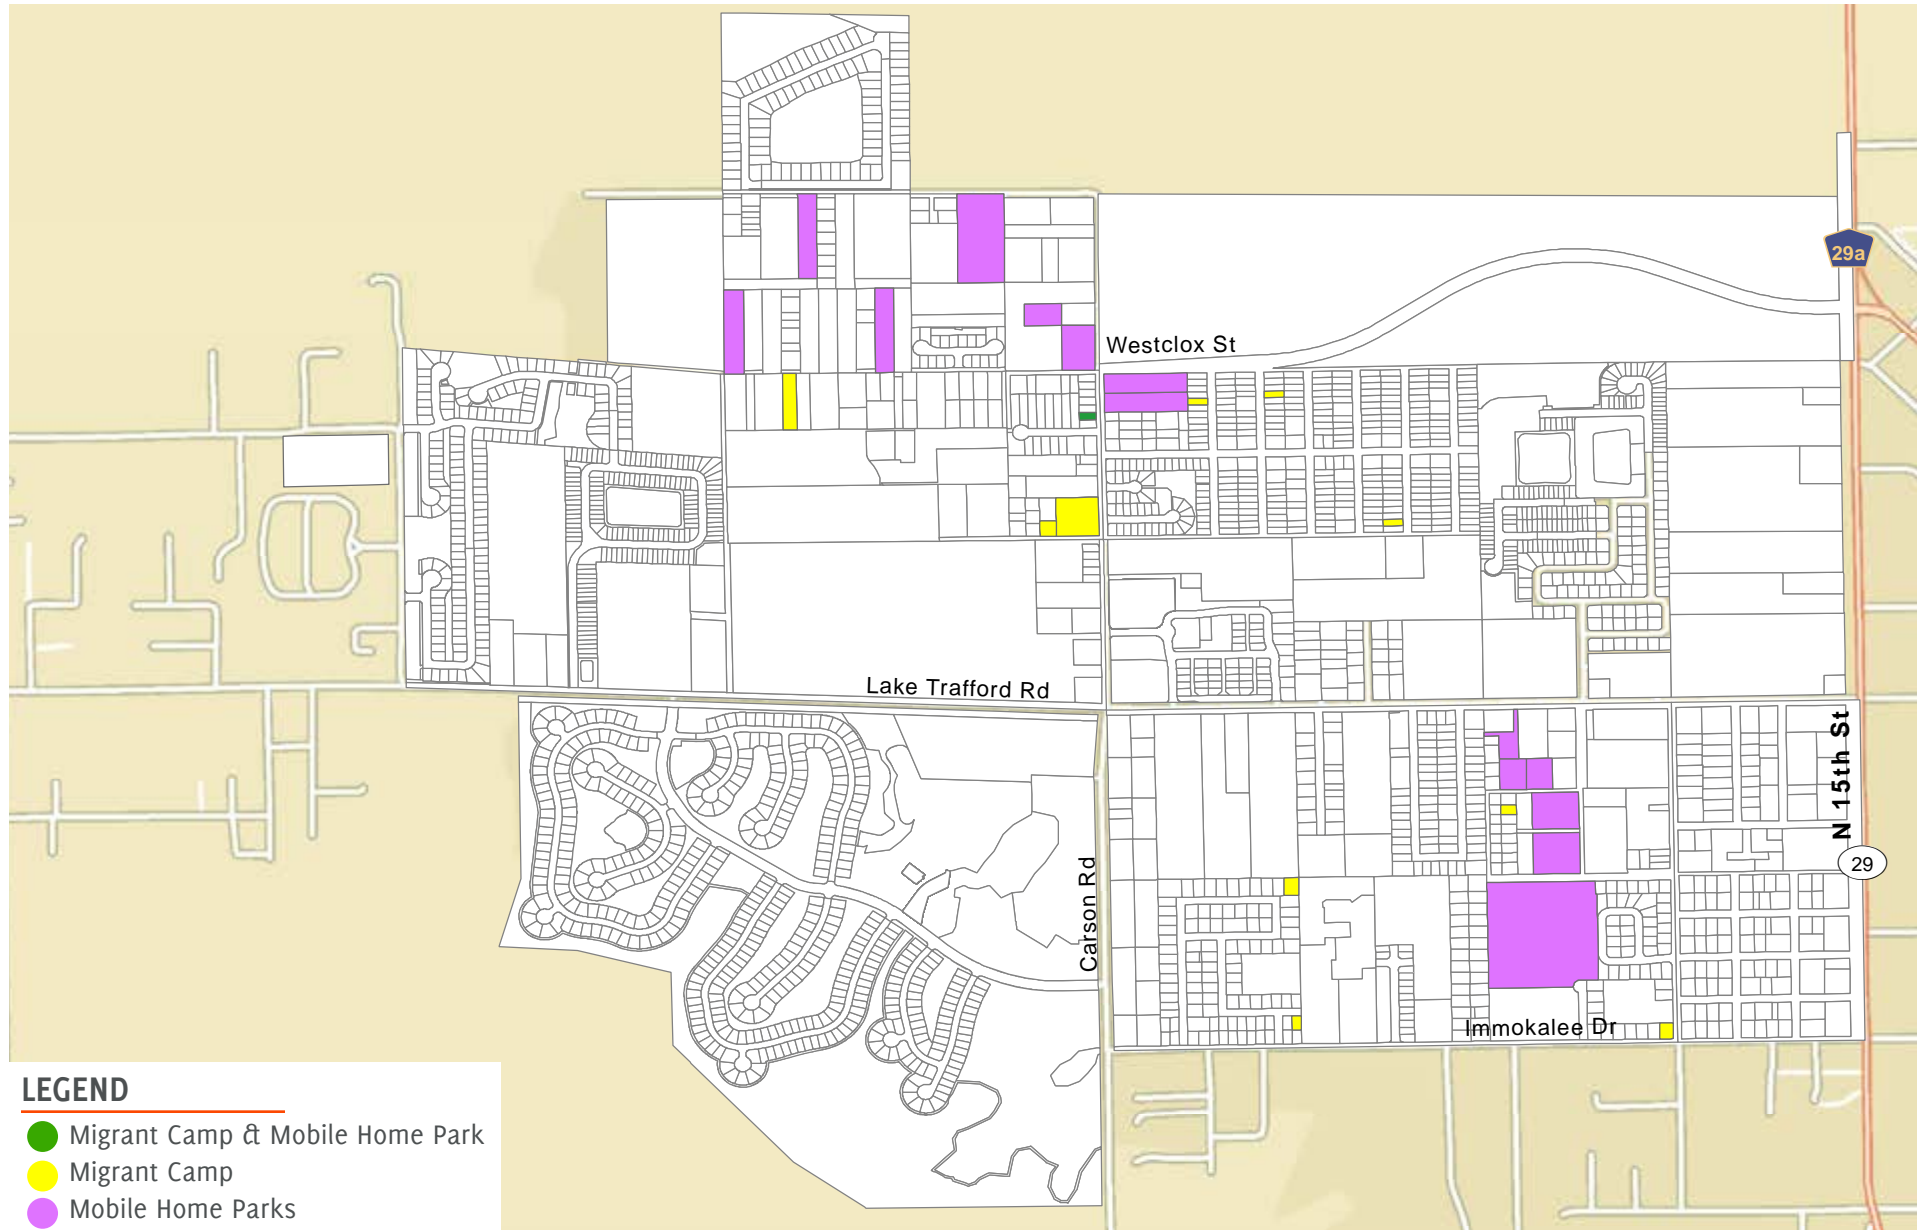 29a
Westclox St
Lake Trafford Rd
N 15th St
29
Carson Rd
Immokalee Dr
LEGEND
Migrant Camp & Mobile Home Park
Migrant Camp
Mobile Home Parks